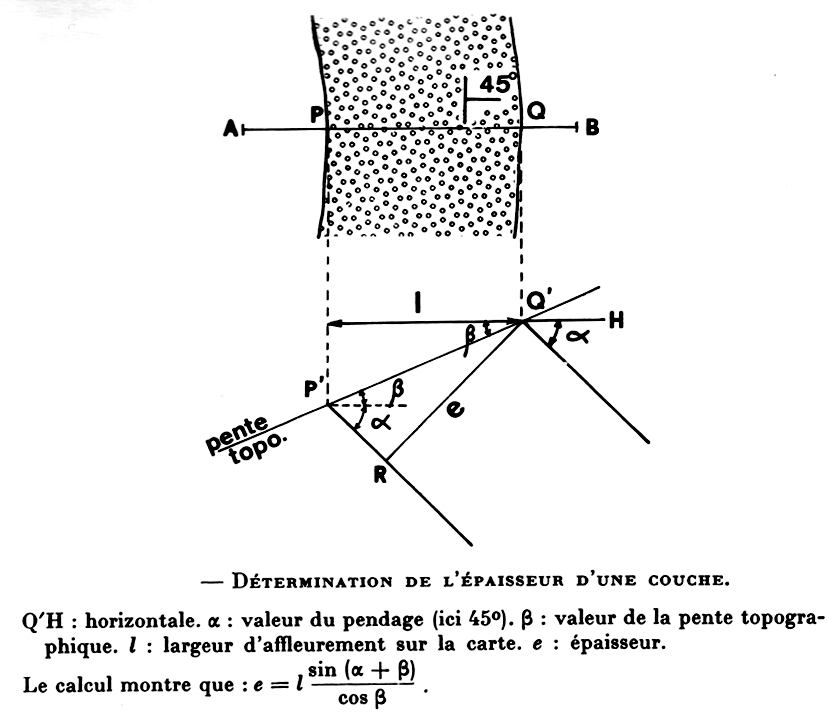 45°
P
Q
A
B
l
Q'
H
β
α
P'
β
α
e
pente
topo.
R
— DÉTERMINATION DE L'ÉPAISSEUR D'UNE COUCHE.
Q'H : horizontale. α : valeur du pendage (ici 45º). β : valeur de la pente topogra-
phique. l : largeur d'affleurement sur la carte. e : épaisseur.
Le calcul montre que : e = l sin (α + β) / cos β .